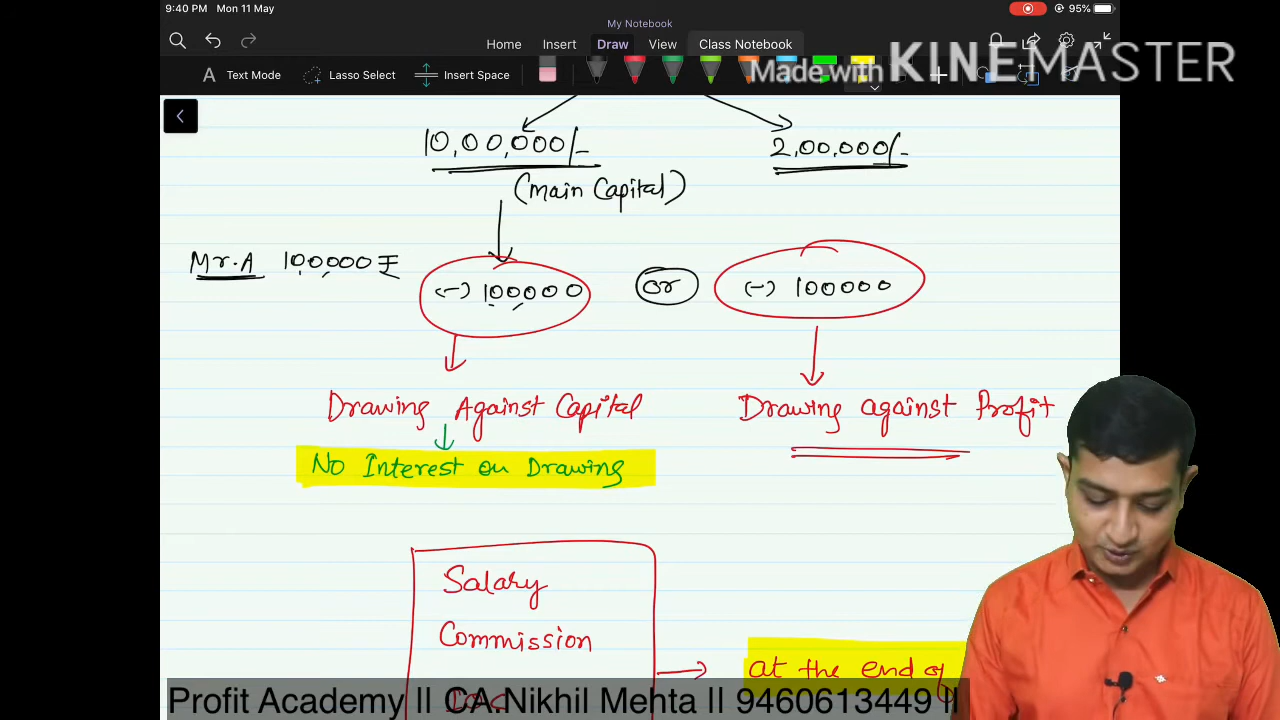 9:40 PM Mon 11 May
95%
My Notebook
Home Insert Draw View Class Notebook
Made with KINEMASTER
A Text Mode Lasso Select Insert Space
10,00,000/-
2,00,000/-
(Main Capital)
Mr.A 100000 ₹
(-) 100000
or
(-) 100000
Drawing Against Capital
Drawing against Profit
No Interest on Drawing
Salary
Commission
at the end of
Profit Academy ll CA.Nikhil Mehta ll 9460613449 ll